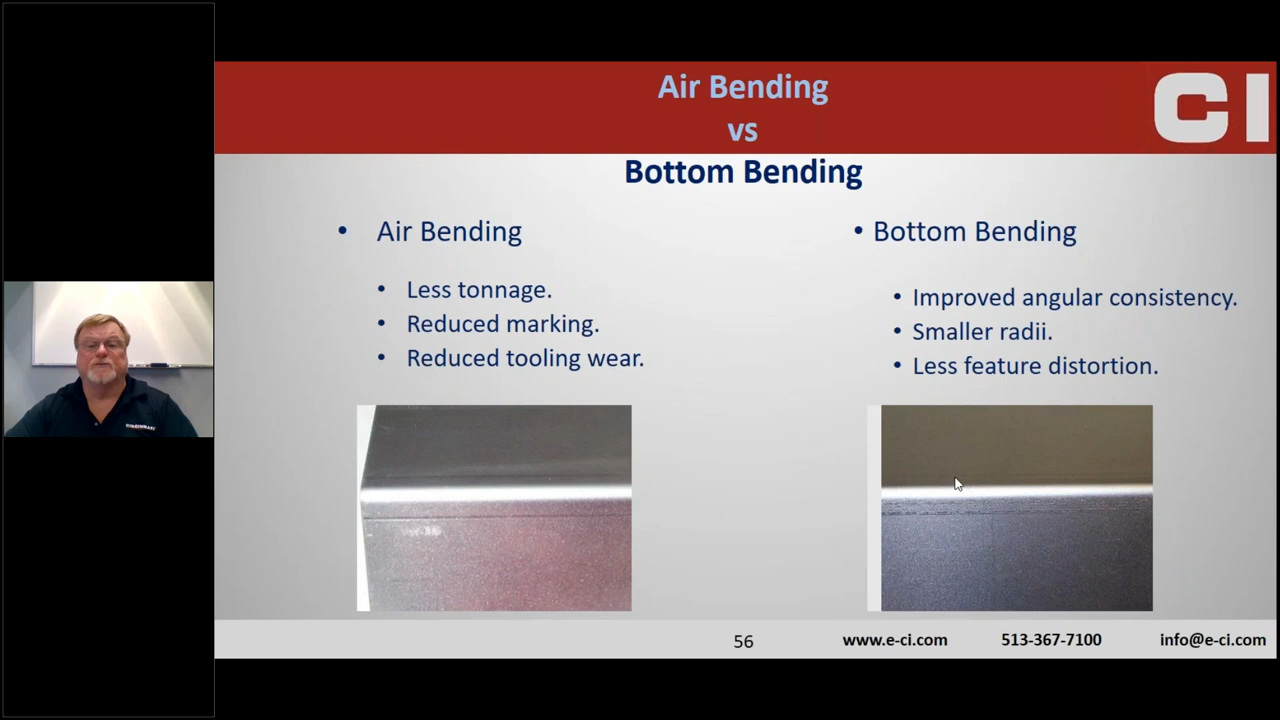 Air Bending
vs
Bottom Bending
CI
• Air Bending
• Less tonnage.
• Reduced marking.
• Reduced tooling wear.
• Bottom Bending
• Improved angular consistency.
• Smaller radii.
• Less feature distortion.
CINCINNATI
56
www.e-ci.com
513-367-7100
info@e-ci.com